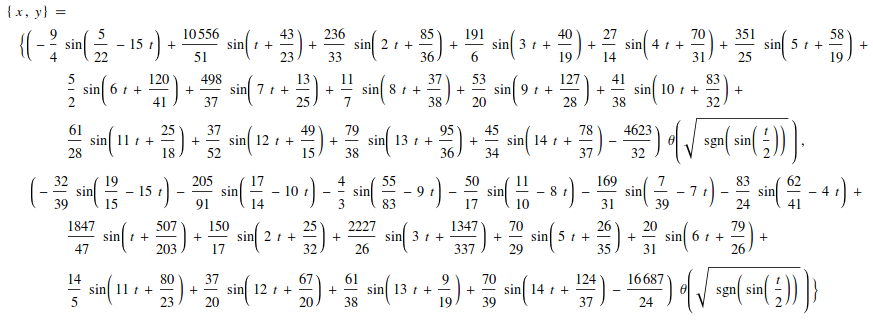 {x, y} =
{(-9/4 sin(5/22 - 15 t) + 10556/51 sin(t + 43/23) + 236/33 sin(2 t + 85/36) + 191/6 sin(3 t + 40/19) + 27/14 sin(4 t + 70/31) + 351/25 sin(5 t + 58/19) +
5/2 sin(6 t + 120/41) + 498/37 sin(7 t + 13/25) + 11/7 sin(8 t + 37/38) + 53/20 sin(9 t + 127/28) + 41/38 sin(10 t + 83/32) +
61/28 sin(11 t + 25/18) + 37/52 sin(12 t + 49/15) + 79/38 sin(13 t + 95/36) + 45/34 sin(14 t + 78/37) - 4623/32) θ(√sgn(sin(t/2))),
(-32/39 sin(19/15 - 15 t) - 205/91 sin(17/14 - 10 t) - 4/3 sin(55/83 - 9 t) - 50/17 sin(11/10 - 8 t) - 169/31 sin(7/39 - 7 t) - 83/24 sin(62/41 - 4 t) +
1847/47 sin(t + 507/203) + 150/17 sin(2 t + 25/32) + 2227/26 sin(3 t + 1347/337) + 70/29 sin(5 t + 26/35) + 20/31 sin(6 t + 79/26) +
14/5 sin(11 t + 80/23) + 37/20 sin(12 t + 67/20) + 61/38 sin(13 t + 9/19) + 70/39 sin(14 t + 124/37) - 16687/24) θ(√sgn(sin(t/2)))}